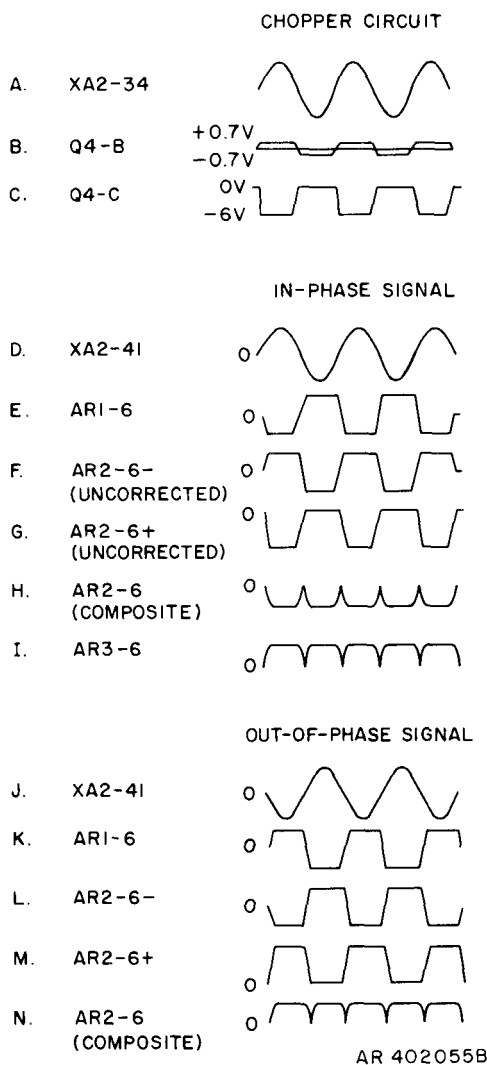 CHOPPER CIRCUIT
A. XA2-34
B. Q4-B +0.7V
-0.7V
C. Q4-C 0V
-6V
IN-PHASE SIGNAL
D. XA2-41 0
E. AR1-6 0
F. AR2-6- 0
(UNCORRECTED)
G. AR2-6+ 0
(UNCORRECTED)
H. AR2-6 0
(COMPOSITE)
I. AR3-6 0
OUT-OF-PHASE SIGNAL
J. XA2-41 0
K. AR1-6 0
L. AR2-6- 0
M. AR2-6+ 0
N. AR2-6 0
(COMPOSITE)
AR 402055B